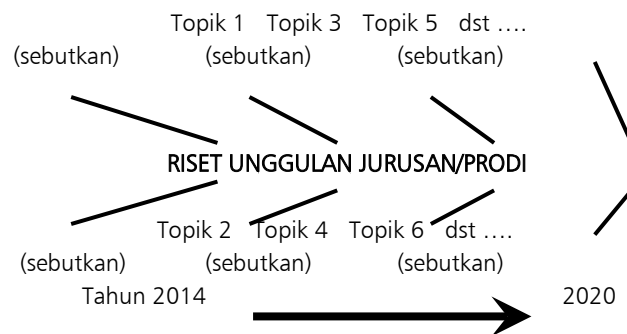 Topik 1 Topik 3 Topik 5 dst ....
(sebutkan) (sebutkan) (sebutkan)
RISET UNGGULAN JURUSAN/PRODI
Topik 2 Topik 4 Topik 6 dst ....
(sebutkan) (sebutkan) (sebutkan)
Tahun 2014 2020